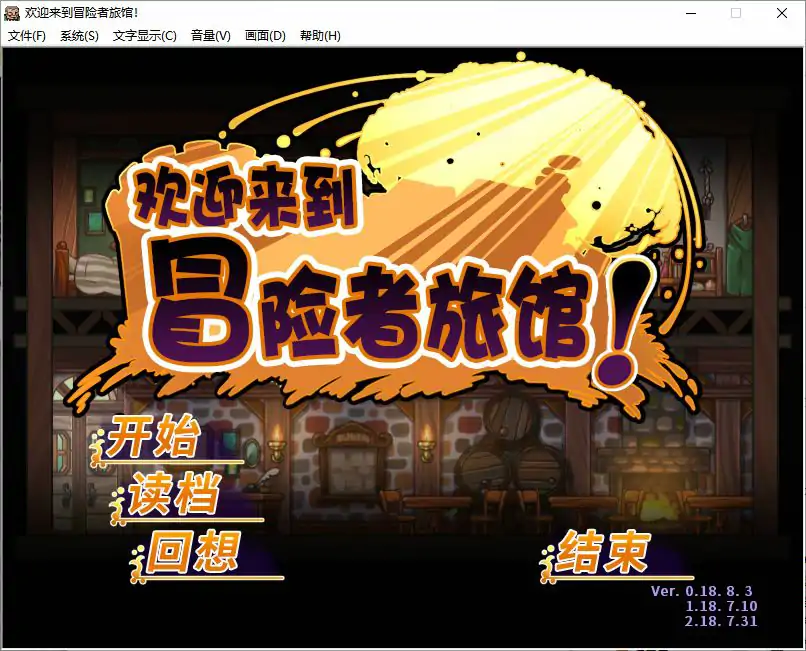 欢迎来到冒险者旅馆!
文件(F) 系统(S) 文字显示(C) 音量(V) 画面(D) 帮助(H)
欢迎来到
冒险者旅馆!
开始
读档
回想
结束
Ver. 0.18. 8. 3
1.18. 7.10
2.18. 7.31